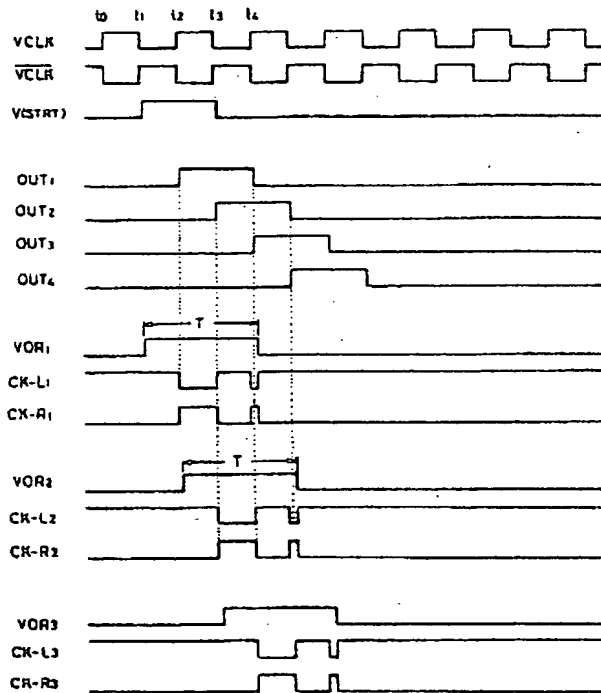 t0 t1 t2 t3 t4
VCLK
VCLK
V(STRT)
OUT1
OUT2
OUT3
OUT4
T
VOR1
CK-L1
CK-R1
T
VOR2
CK-L2
CK-R2
VOR3
CK-L3
CK-R3